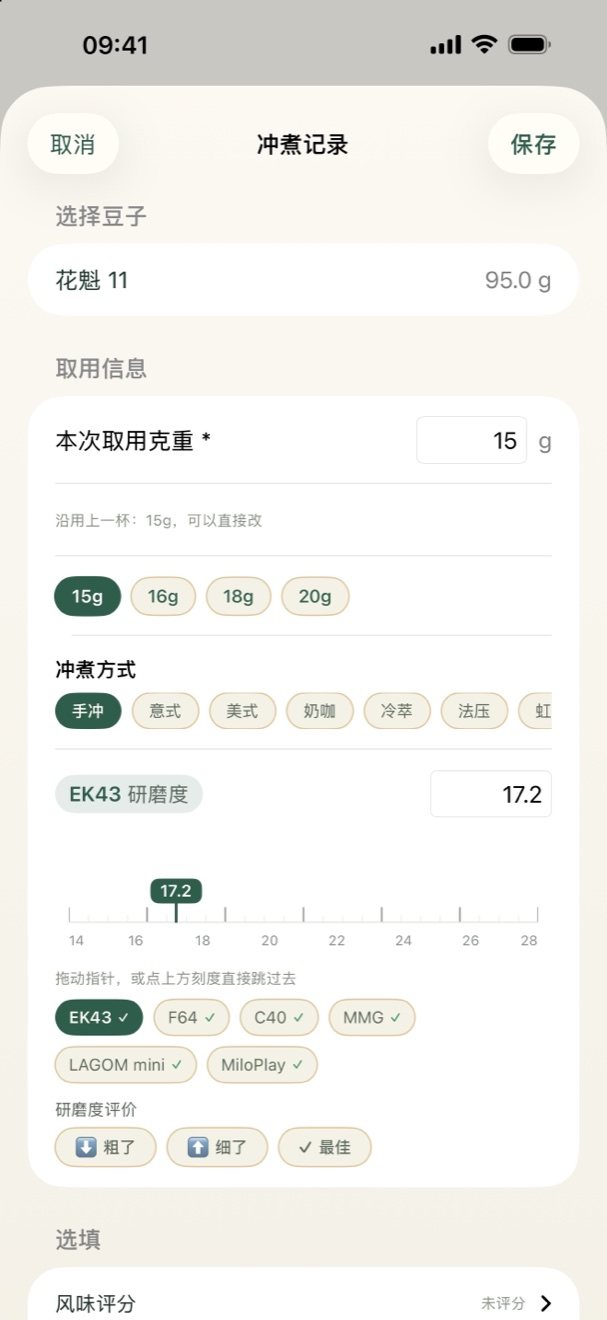 09:41
取消 冲煮记录 保存
选择豆子
花魁 11 95.0 g
取用信息
本次取用克重 * 15 g
沿用上一杯：15g，可以直接改
15g 16g 18g 20g
冲煮方式
手冲 意式 美式 奶咖 冷萃 法压 虹
EK43 研磨度 17.2
17.2
14 16 18 20 22 24 26 28
拖动指针，或点上方刻度直接跳过去
EK43 ✓ F64 ✓ C40 ✓ MMG ✓
LAGOM mini ✓ MiloPlay ✓
研磨度评价
⬇️ 粗了 ⬆️ 细了 ✓ 最佳
选填
风味评分 未评分